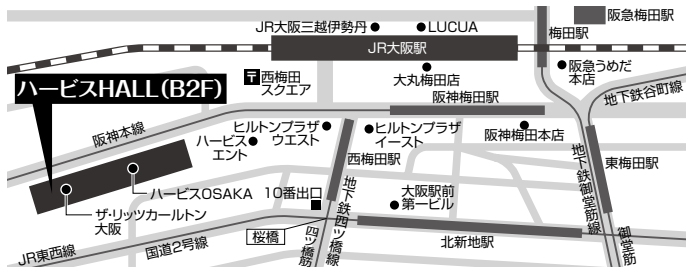 阪急梅田駅
JR大阪三越伊勢丹
LUCUA
梅田駅
JR大阪駅
阪急うめだ
本店
〒
西梅田
スクエア
大丸梅田店
ハービスHALL(B2F)
地下鉄谷町線
阪神梅田駅
阪神本線
ハービス
エント
ヒルトンプラザ
ウエスト
ヒルトンプラザ
イースト
阪神梅田本店
西梅田駅
東梅田駅
地下鉄御堂筋線
ハービスOSAKA
10番出口
大阪駅前
第一ビル
ザ・リッツカールトン
大阪
地下鉄四ツ橋線
桜橋
四ツ橋筋
北新地駅
御堂筋
JR東西線
国道2号線